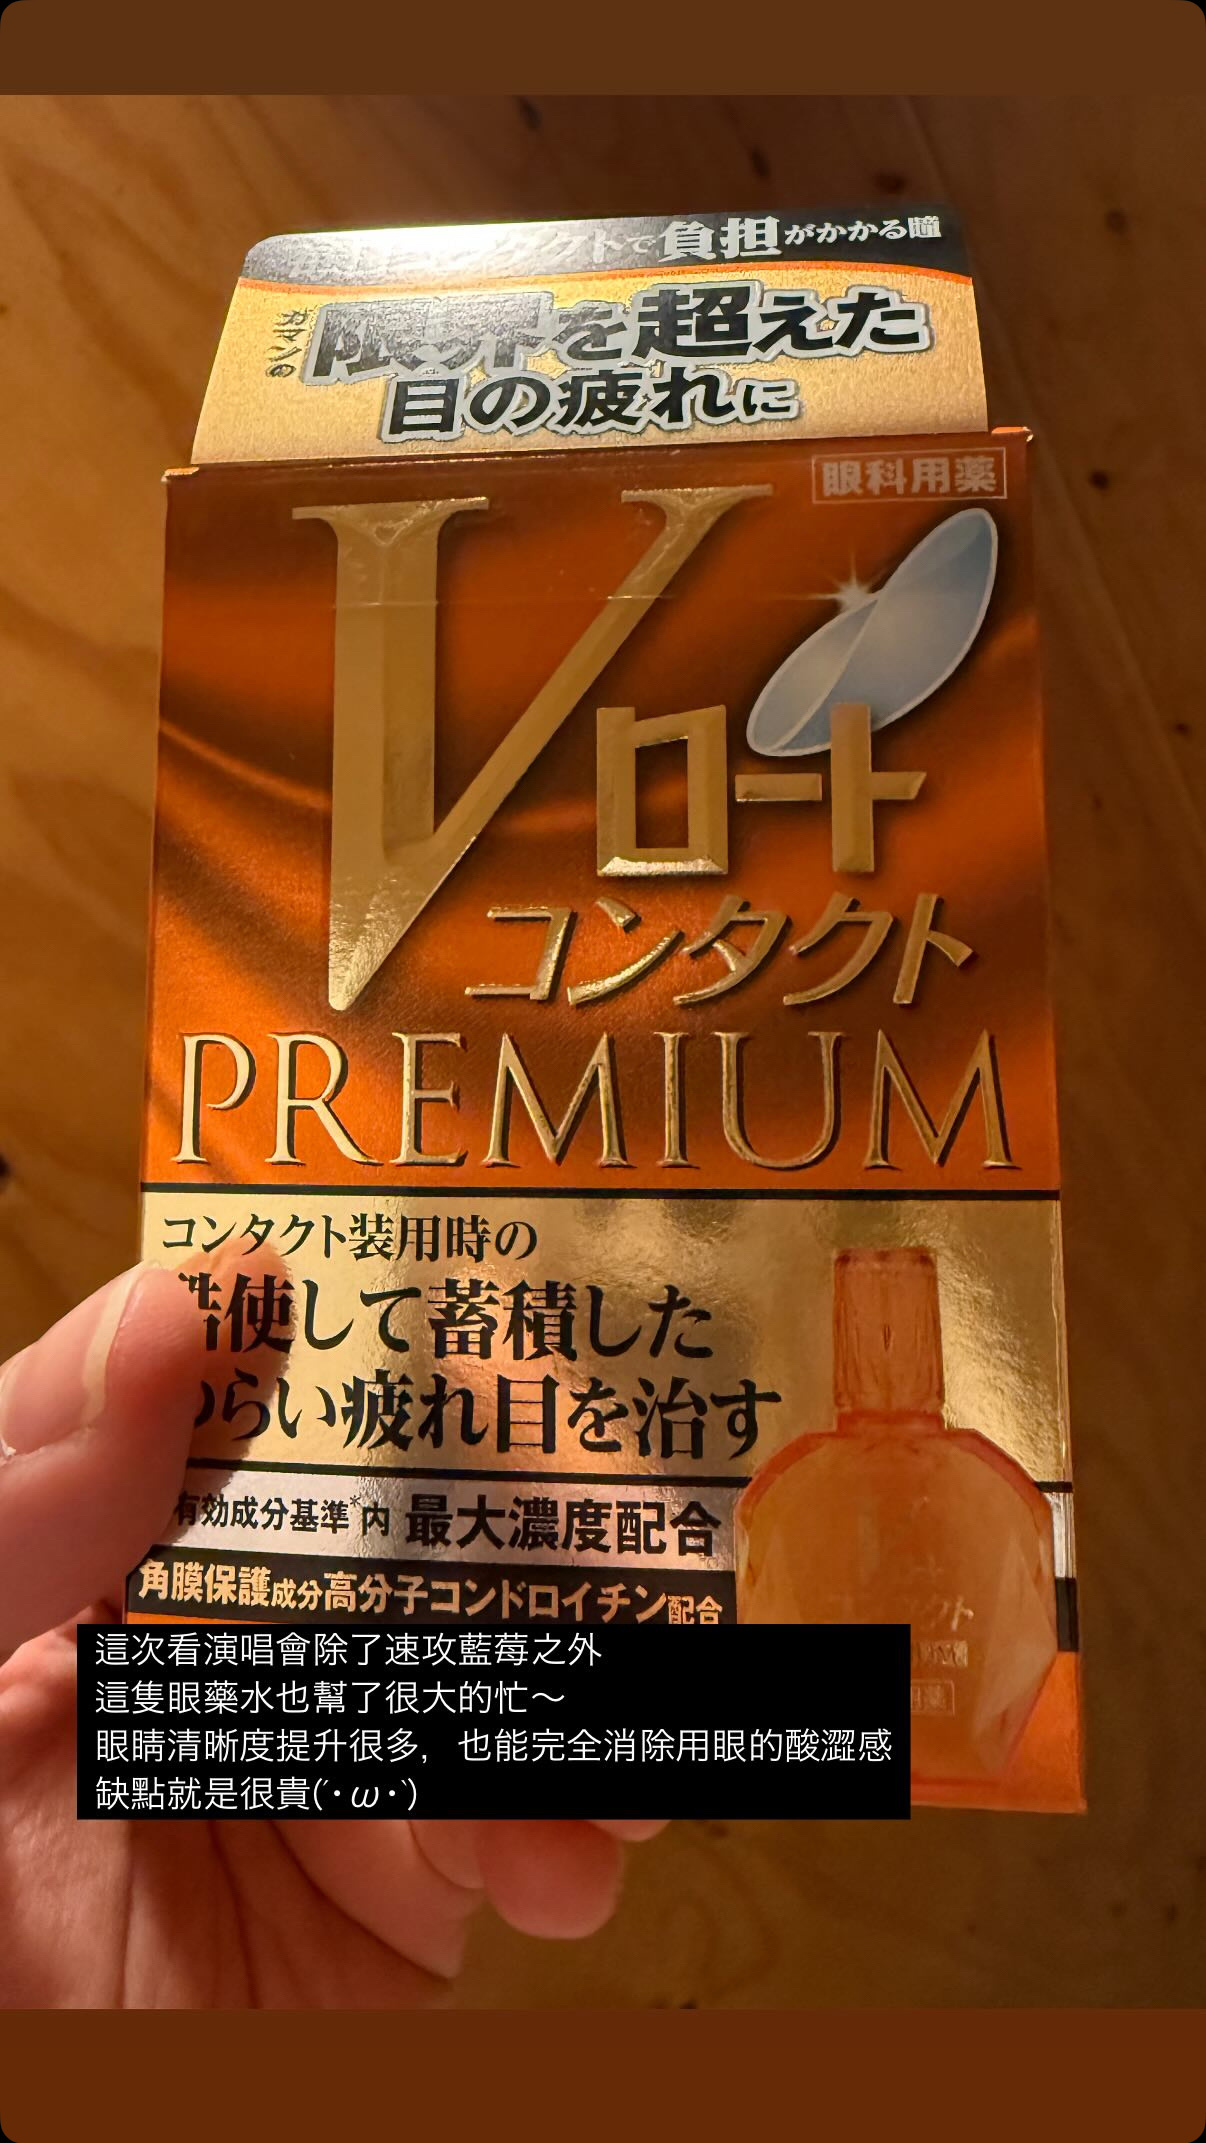 コンタクトで負担がかかる瞳
ガマンの
限界を超えた
目の疲れに
眼科用薬
Vロート
コンタクト
PREMIUM
コンタクト装用時の
使して蓄積した
らい疲れ目を治す
有効成分基準*内 最大濃度配合
角膜保護成分高分子コンドロイチン配合
這次看演唱會除了速攻藍莓之外
這隻眼藥水也幫了很大的忙～
眼睛清晰度提升很多，也能完全消除用眼的酸澀感
缺點就是很貴(´･ω･`)